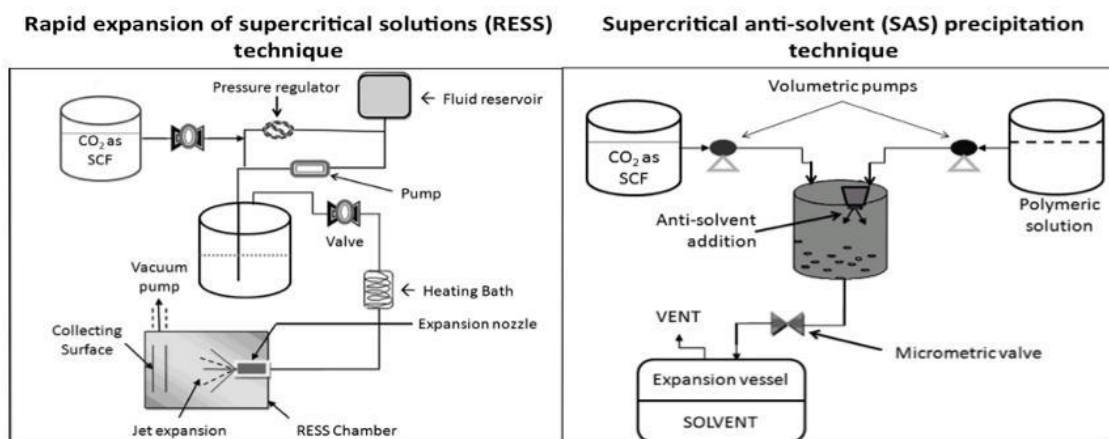 Rapid expansion of supercritical solutions (RESS)
technique
Pressure regulator
Fluid reservoir
CO₂ as
SCF
Pump
Valve
Vacuum
pump
Heating Bath
Collecting
Surface
Expansion nozzle
Jet expansion
RESS Chamber
Supercritical anti-solvent (SAS) precipitation
technique
Volumetric pumps
CO₂ as
SCF
Anti-solvent
addition
Polymeric
solution
VENT
Micrometric valve
Expansion vessel
SOLVENT